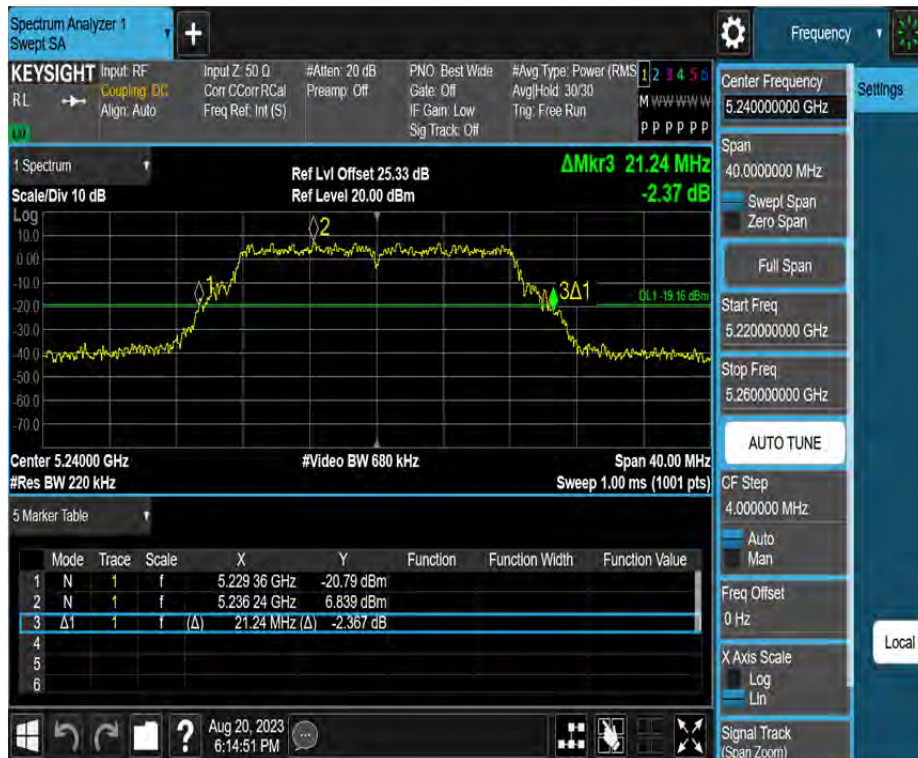 Spectrum Analyzer 1
Swept SA
+
Frequency
KEYSIGHT
RL
Input: RF
Coupling: DC
Align: Auto
Input Z: 50 Ω
Corr CCorr RCal
Freq Ref: Int (S)
#Atten: 20 dB
Preamp: Off
PNO: Best Wide
Gate: Off
IF Gain: Low
Sig Track: Off
#Avg Type: Power (RMS
Avg|Hold: 30/30
Trig: Free Run
1 2 3 4 5 6
M W W W W W
P P P P P P
1 Spectrum
Scale/Div 10 dB
Ref Lvl Offset 25.33 dB
Ref Level 20.00 dBm
ΔMkr3 21.24 MHz
-2.37 dB
Log
10.0
0.00
-10.0
-20.0
-30.0
-40.0
-50.0
-60.0
-70.0
2
1
3Δ1
DL1 -19.16 dBm
Center 5.24000 GHz
#Res BW 220 kHz
#Video BW 680 kHz
Span 40.00 MHz
Sweep 1.00 ms (1001 pts)
5 Marker Table
Mode Trace Scale X Y Function Function Width Function Value
1 N 1 f 5.229 36 GHz -20.79 dBm
2 N 1 f 5.236 24 GHz 6.839 dBm
3 Δ1 1 f (Δ) 21.24 MHz (Δ) -2.367 dB
4
5
6
?
Aug 20, 2023
6:14:51 PM
Center Frequency
5.240000000 GHz
Span
40.0000000 MHz
Swept Span
Zero Span
Full Span
Start Freq
5.220000000 GHz
Stop Freq
5.260000000 GHz
AUTO TUNE
CF Step
4.000000 MHz
Auto
Man
Freq Offset
0 Hz
X Axis Scale
Log
Lin
Signal Track
(Span Zoom)
Settings
Local